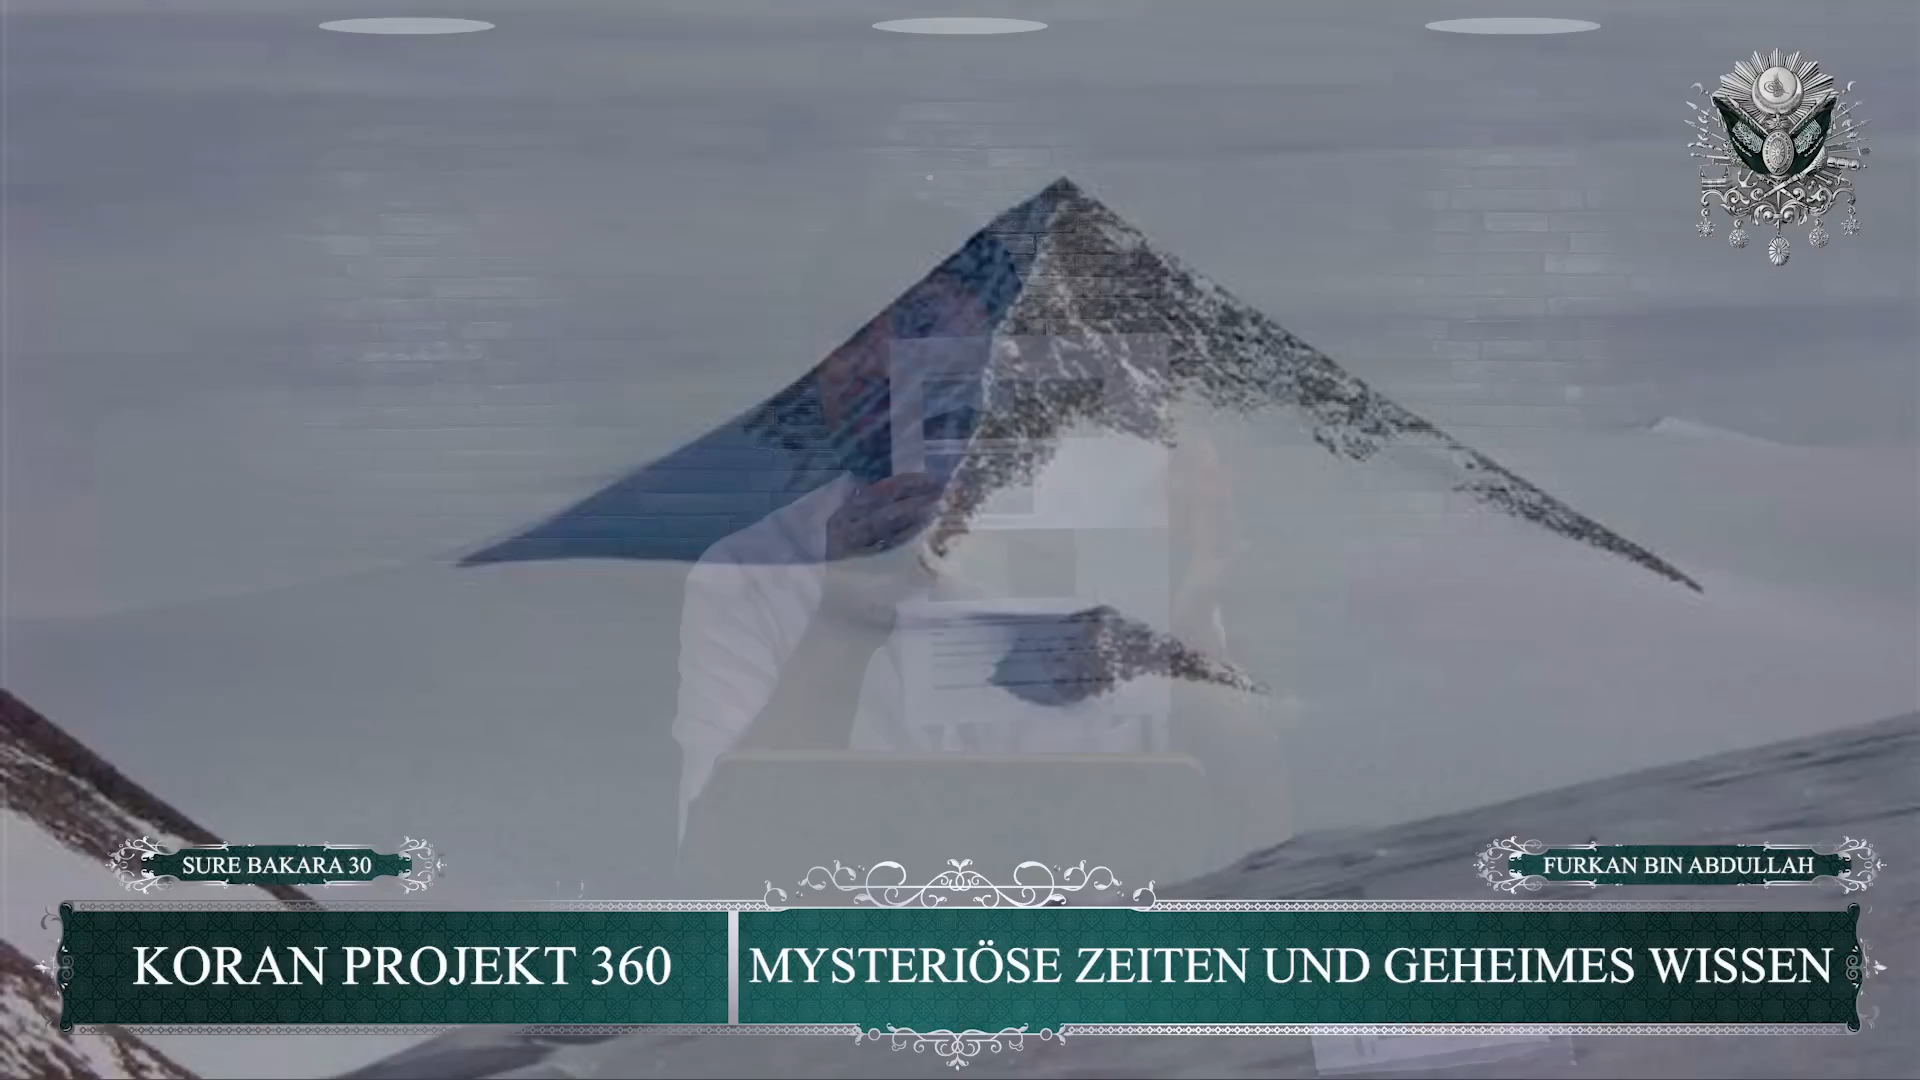 SURE BAKARA 30
FURKAN BIN ABDULLAH
KORAN PROJEKT 360
MYSTERIÖSE ZEITEN UND GEHEIMES WISSEN